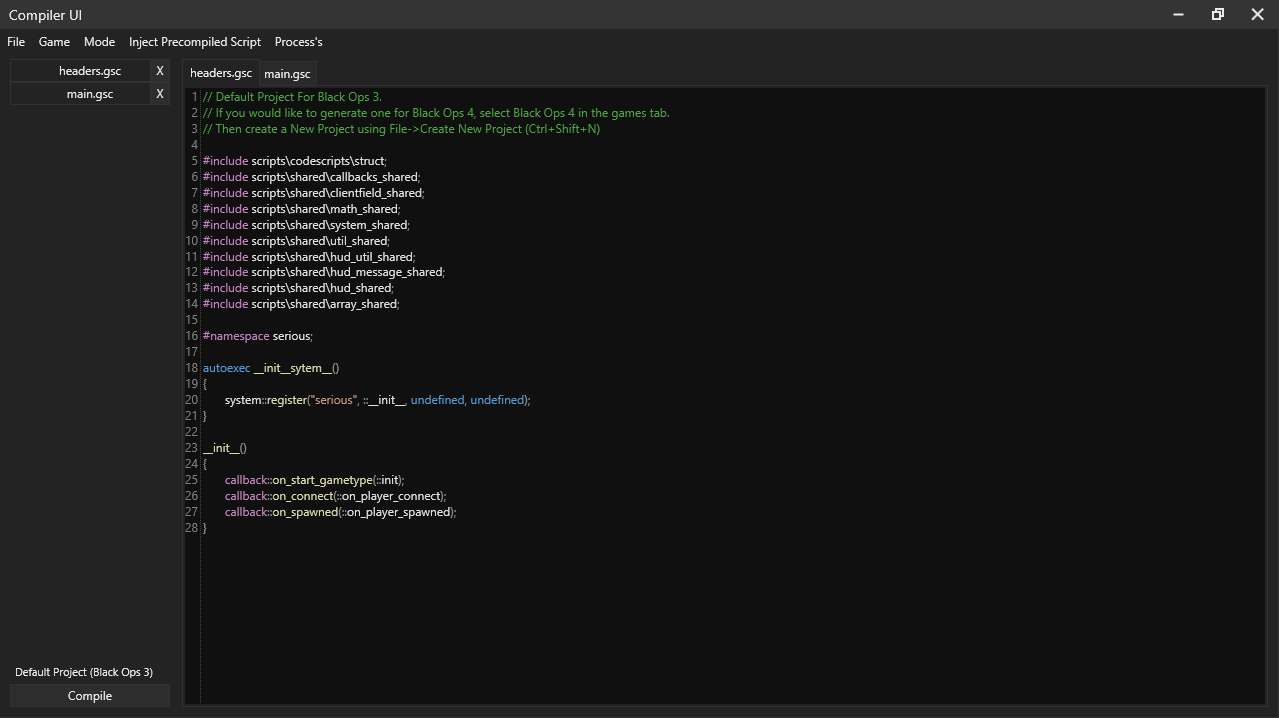 Compiler UI
File Game Mode Inject Precompiled Script Process's
headers.gsc X
main.gsc X
headers.gsc main.gsc
1 // Default Project For Black Ops 3.
2 // If you would like to generate one for Black Ops 4, select Black Ops 4 in the games tab.
3 // Then create a New Project using File->Create New Project (Ctrl+Shift+N)
4
5 #include scripts\codescripts\struct;
6 #include scripts\shared\callbacks_shared;
7 #include scripts\shared\clientfield_shared;
8 #include scripts\shared\math_shared;
9 #include scripts\shared\system_shared;
10 #include scripts\shared\util_shared;
11 #include scripts\shared\hud_util_shared;
12 #include scripts\shared\hud_message_shared;
13 #include scripts\shared\hud_shared;
14 #include scripts\shared\array_shared;
15
16 #namespace serious;
17
18 autoexec __init__sytem__()
19 {
20 system::register("serious", ::__init__, undefined, undefined);
21 }
22
23 __init__()
24 {
25 callback::on_start_gametype(::init);
26 callback::on_connect(::on_player_connect);
27 callback::on_spawned(::on_player_spawned);
28 }
Default Project (Black Ops 3)
Compile